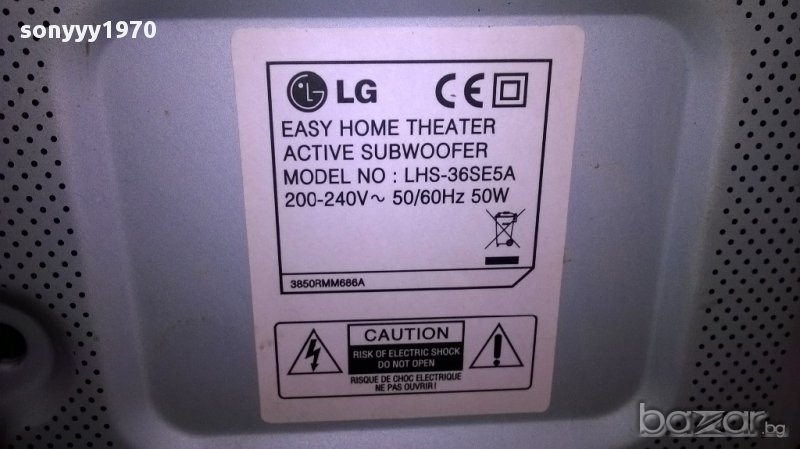 sonyyy1970
LG CE
EASY HOME THEATER
ACTIVE SUBWOOFER
MODEL NO : LHS-36SE5A
200-240V~ 50/60Hz 50W
3850RMM686A
CAUTION
RISK OF ELECTRIC SHOCK
DO NOT OPEN
RISQUE DE CHOC ELECTRIQUE
NE PAS OUVRIR!
bazar.bg